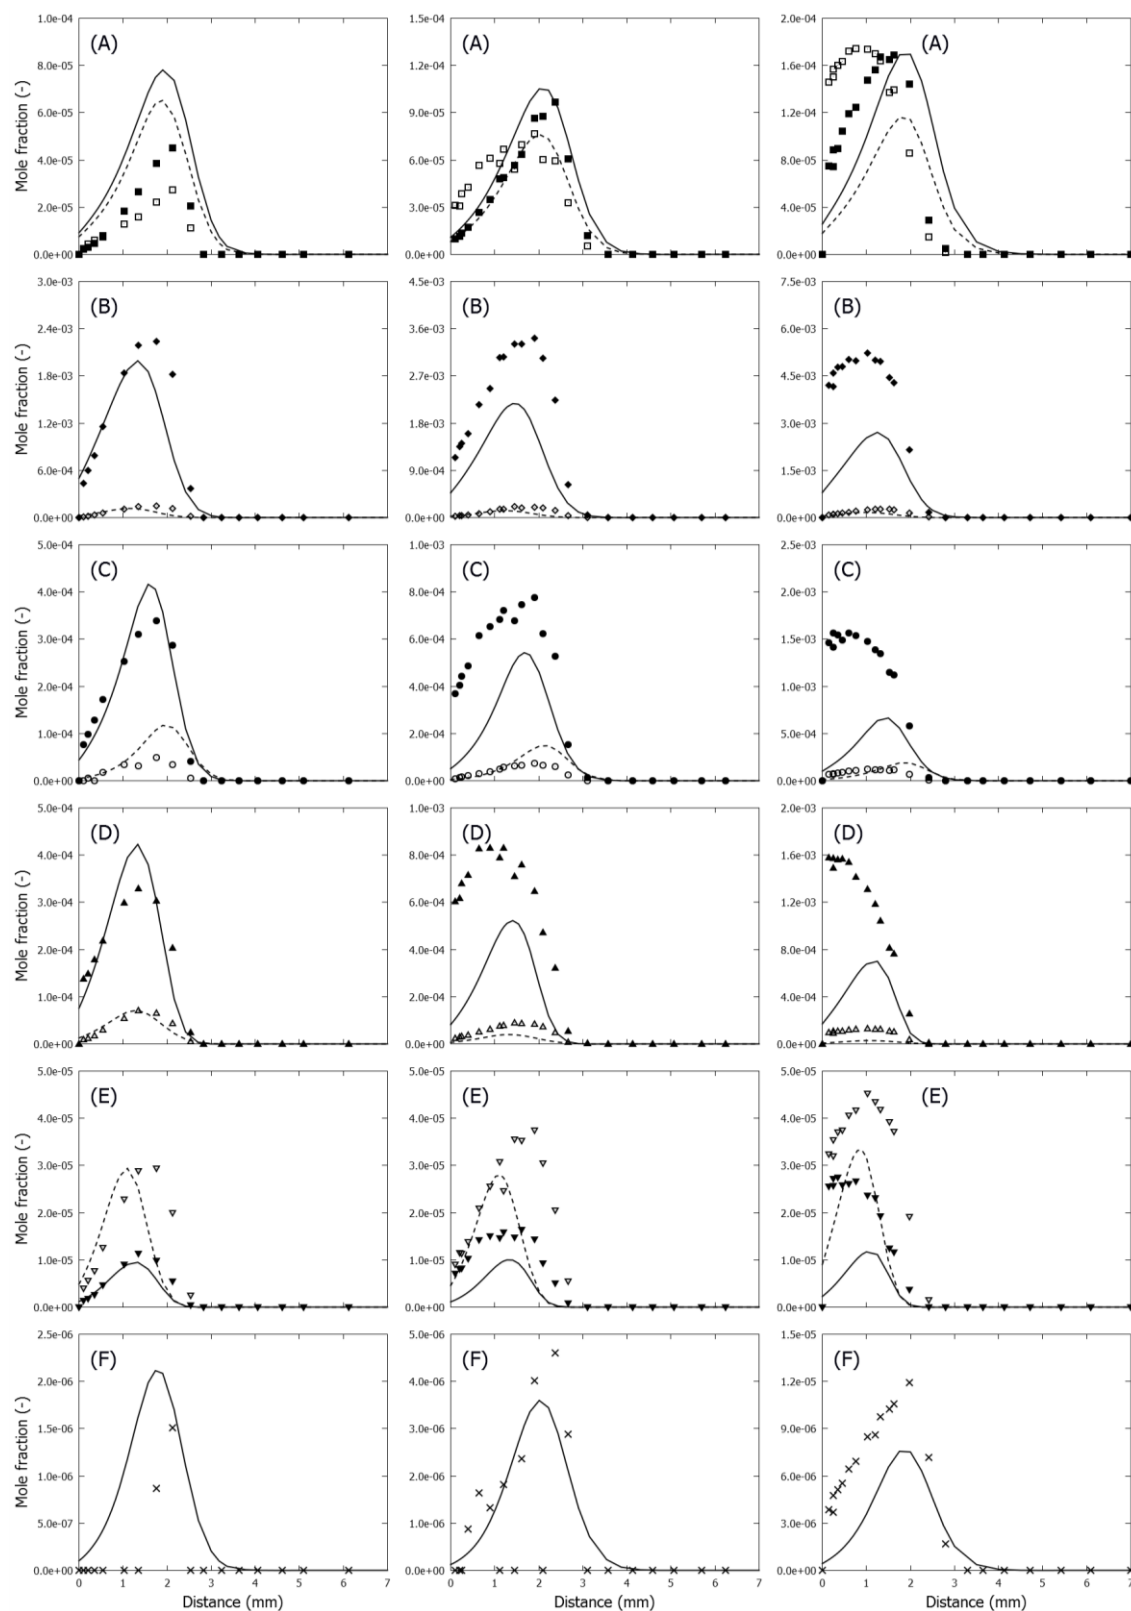 1.0e-04 1.5e-04 2.0e-04
(A) (A) (A)
8.0e-05 1.2e-04 1.6e-04
6.0e-05 9.0e-05 1.2e-04
4.0e-05 6.0e-05 8.0e-05
2.0e-05 3.0e-05 4.0e-05
0.0e+00 0.0e+00 0.0e+00
Mole fraction (-)
3.0e-03 4.5e-03 7.5e-03
(B) (B) (B)
2.4e-03 3.6e-03 6.0e-03
1.8e-03 2.7e-03 4.5e-03
1.2e-03 1.8e-03 3.0e-03
6.0e-04 9.0e-04 1.5e-03
0.0e+00 0.0e+00 0.0e+00
Mole fraction (-)
5.0e-04 1.0e-03 2.5e-03
(C) (C) (C)
4.0e-04 8.0e-04 2.0e-03
3.0e-04 6.0e-04 1.5e-03
2.0e-04 4.0e-04 1.0e-03
1.0e-04 2.0e-04 5.0e-04
0.0e+00 0.0e+00 0.0e+00
Mole fraction (-)
5.0e-04 1.0e-03 2.0e-03
(D) (D) (D)
4.0e-04 8.0e-04 1.6e-03
3.0e-04 6.0e-04 1.2e-03
2.0e-04 4.0e-04 8.0e-04
1.0e-04 2.0e-04 4.0e-04
0.0e+00 0.0e+00 0.0e+00
Mole fraction (-)
5.0e-05 5.0e-05 5.0e-05
(E) (E) (E)
4.0e-05 4.0e-05 4.0e-05
3.0e-05 3.0e-05 3.0e-05
2.0e-05 2.0e-05 2.0e-05
1.0e-05 1.0e-05 1.0e-05
0.0e+00 0.0e+00 0.0e+00
Mole fraction (-)
2.5e-06 5.0e-06 1.5e-05
(F) (F) (F)
2.0e-06 4.0e-06 1.2e-05
1.5e-06 3.0e-06 9.0e-06
1.0e-06 2.0e-06 6.0e-06
5.0e-07 1.0e-06 3.0e-06
0.0e+00 0.0e+00 0.0e+00
Mole fraction (-)
0 1 2 3 4 5 6 7 0 1 2 3 4 5 6 7 0 1 2 3 4 5 6 7
Distance (mm) Distance (mm) Distance (mm)